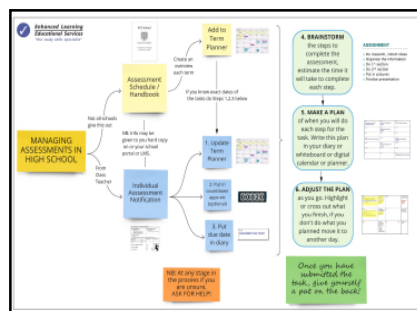 Enhanced Learning
Educational Services
"the study skills specialists"
Assessment
Schedule /
Handbook
Create an
overview
each term
Add to
Term
Planner
If you know exact dates of
the tasks do Steps 1,2,3 below
Not all schools
give this out
MANAGING
ASSESSMENTS IN
HIGH SCHOOL
From
Class
Teacher
NB: Info may be
given to you hard copy
or on your school
portal or LMS.
Individual
Assessment
Notification
1. Update
Term
Planner
2. Put in
countdown
apps etc
(optional)
3. Put
due date
in diary
NB: At any stage
in the process if you
are unsure,
ASK FOR HELP!
4. BRAINSTORM
the steps to
complete the
assessment,
estimate the time it
will take to complete
each step.
ASSIGNMENT
5. MAKE A PLAN
of when you will do
each step for the
task. Write this plan
in your diary or
whiteboard or digital
calendar or planner.
6. ADJUST THE PLAN
as you go. Highlight
or cross out what
you finish, if you
don't do what you
planned move it to
another day.
Once you have
submitted the
task, give yourself
a pat on the back!